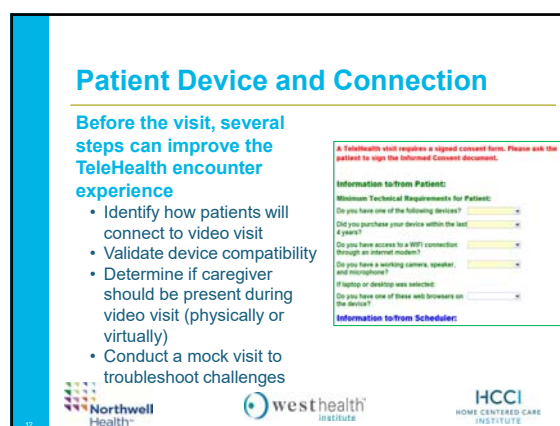 Patient Device and Connection
Before the visit, several
steps can improve the
TeleHealth encounter
experience
• Identify how patients will
connect to video visit
• Validate device compatibility
• Determine if caregiver
should be present during
video visit (physically or
virtually)
• Conduct a mock visit to
troubleshoot challenges
A TeleHealth visit requires a signed consent form. Please ask the
patient to sign the Informed Consent document.
Information to/from Patient:
Minimum Technical Requirements for Patient:
Do you have one of the following devices?
Did you purchase your device within the last
4 years?
Do you have access to a WIFI connection
through an internet modem?
Do you have a working camera, speaker,
and microphone?
If laptop or desktop was selected:
Do you have one of these web browsers on
the device?
Information to/from Scheduler:
12
Northwell
Health
westhealth
institute
HCCI
HOME CENTERED CARE
INSTITUTE